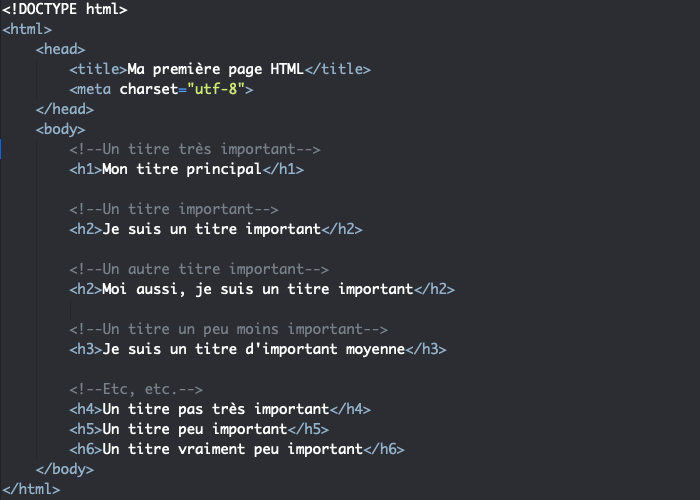 <!DOCTYPE html>
<html>
<head>
<title>Ma première page HTML</title>
<meta charset="utf-8">
</head>
<body>
<!--Un titre très important-->
<h1>Mon titre principal</h1>
<!--Un titre important-->
<h2>Je suis un titre important</h2>
<!--Un autre titre important-->
<h2>Moi aussi, je suis un titre important</h2>
<!--Un titre un peu moins important-->
<h3>Je suis un titre d'important moyenne</h3>
<!--Etc, etc.-->
<h4>Un titre pas très important</h4>
<h5>Un titre peu important</h5>
<h6>Un titre vraiment peu important</h6>
</body>
</html>